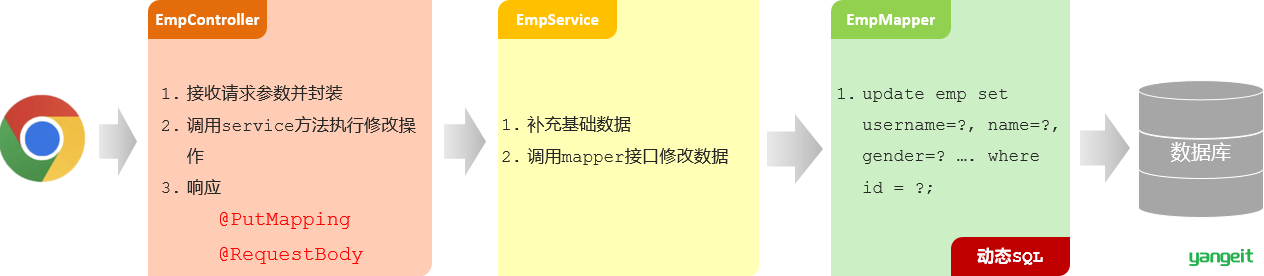 EmpController
1. 接收请求参数并封装
2. 调用service方法执行修改操
作
3. 响应
@PutMapping
@RequestBody
EmpService
1. 补充基础数据
2. 调用mapper接口修改数据
EmpMapper
1. update emp set
username=?, name=?,
gender=? …. where
id = ?;
动态SQL
数据库
yangeit